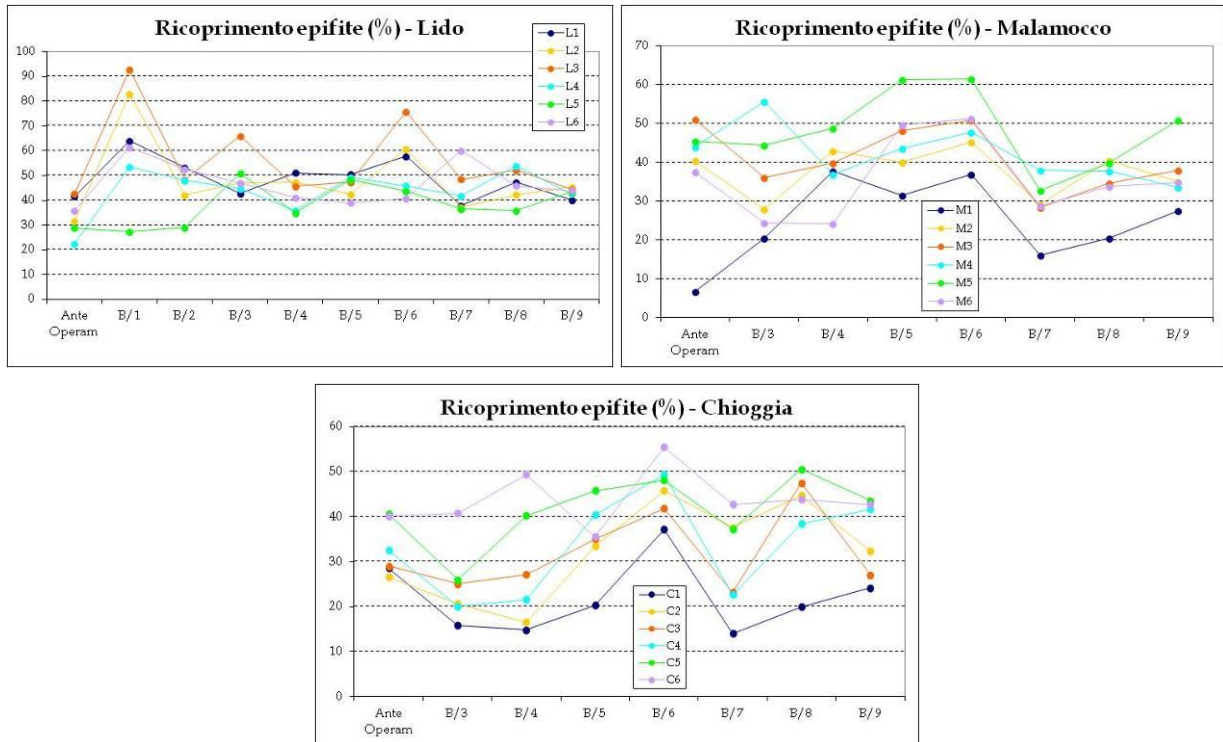 Ricoprimento epifite (%) - Lido
L1
L2
L3
L4
L5
L6
100
90
80
70
60
50
40
30
20
10
0
Ante Operam
B/1
B/2
B/3
B/4
B/5
B/6
B/7
B/8
B/9
Ricoprimento epifite (%) - Malamocco
70
60
50
40
30
20
10
0
M1
M2
M3
M4
M5
M6
Ante Operam
B/3
B/4
B/5
B/6
B/7
B/8
B/9
Ricoprimento epifite (%) - Chioggia
60
50
40
30
20
10
0
C1
C2
C3
C4
C5
C6
Ante Operam
B/3
B/4
B/5
B/6
B/7
B/8
B/9